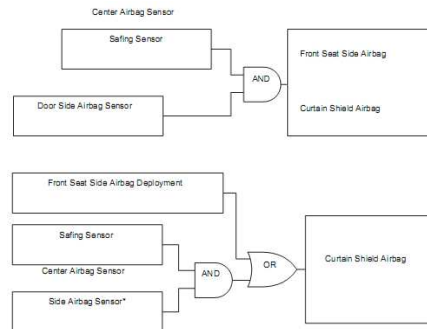 Center Airbag Sensor
Safing Sensor
Front Seat Side Airbag
AND
Door Side Airbag Sensor
Curtain Shield Airbag
Front Seat Side Airbag Deployment
Safing Sensor
Curtain Shield Airbag
OR
Center Airbag Sensor
AND
Side Airbag Sensor*